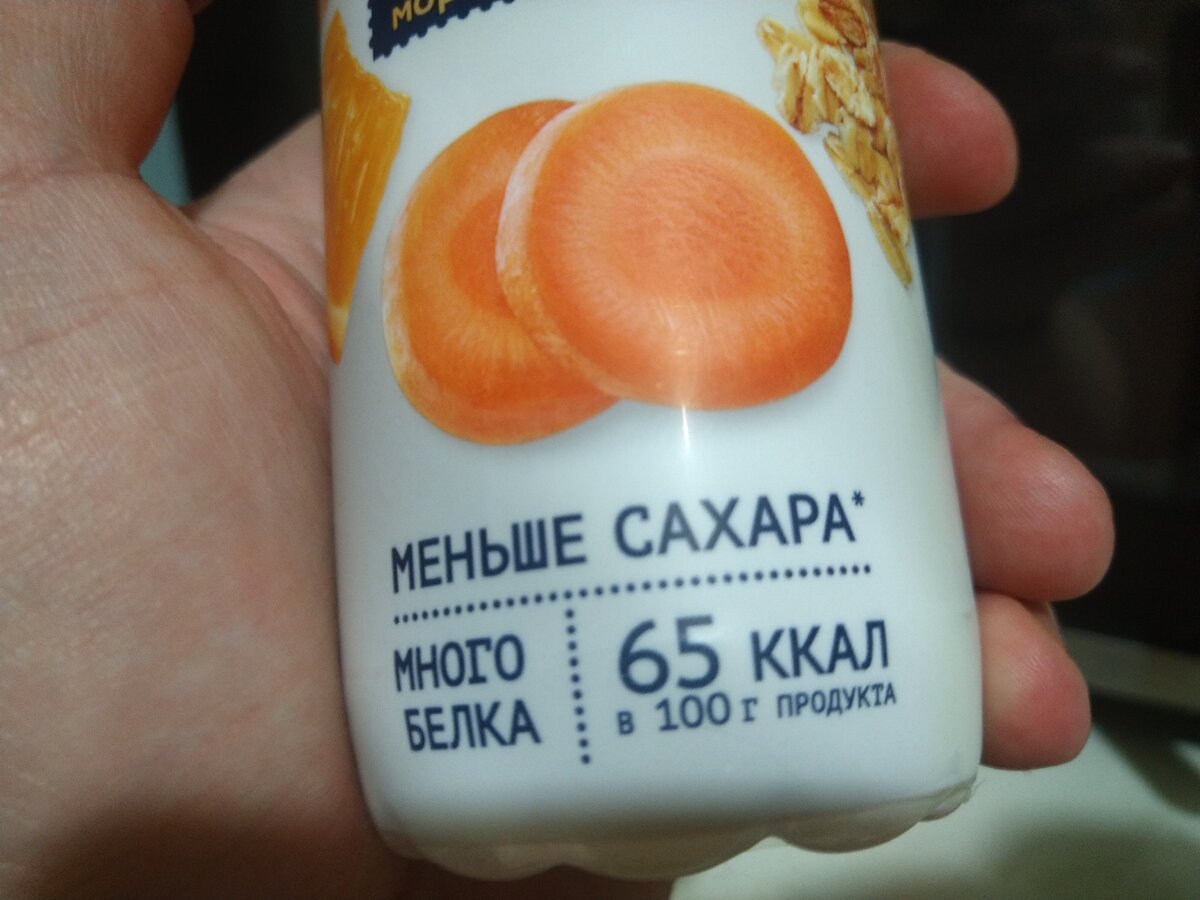 МЕНЬШЕ САХАРА*
МНОГО
БЕЛКА
65 ККАЛ
в 100 г ПРОДУКТА